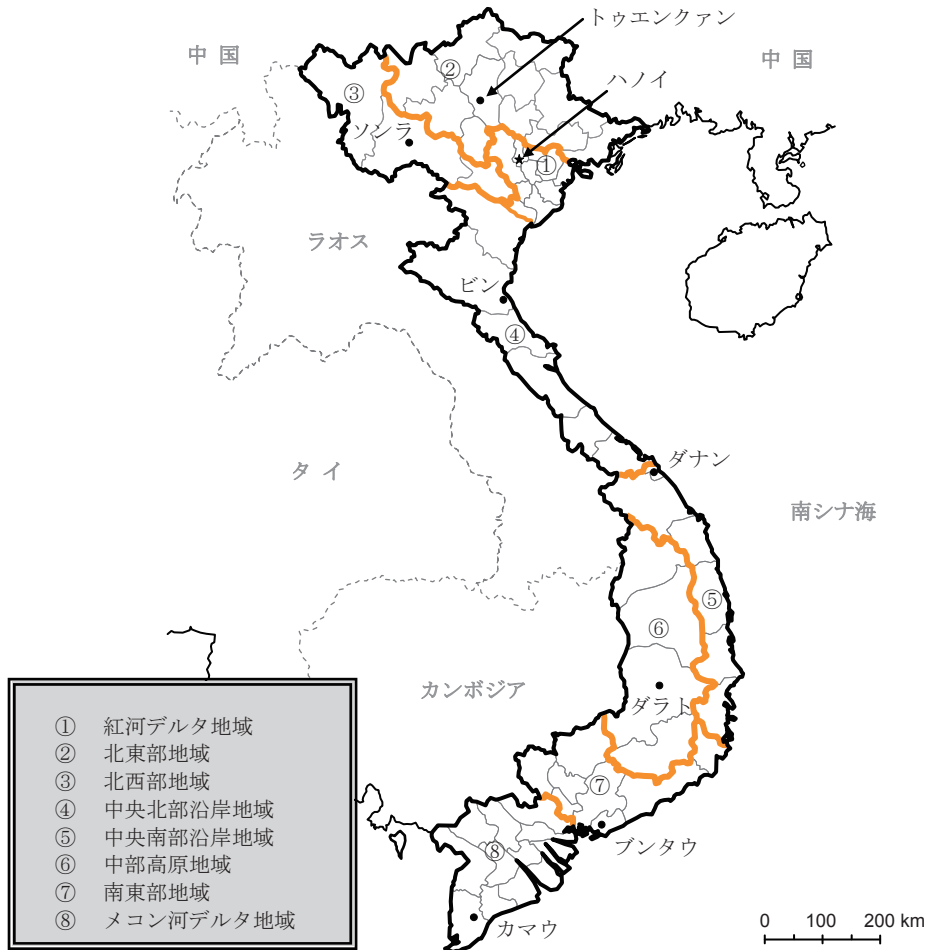 トゥエンクァン
中 国
中 国
②
ハノイ
③
ソンラ
①
ラオス
ビン
④
ダナン
タ イ
南シナ海
⑤
⑥
カンボジア
ダラト
① 紅河デルタ地域
② 北東部地域
③ 北西部地域
④ 中央北部沿岸地域
⑤ 中央南部沿岸地域
⑥ 中部高原地域
⑦ 南東部地域
⑧ メコン河デルタ地域
⑦
ブンタウ
⑧
カマウ
0 100 200 km